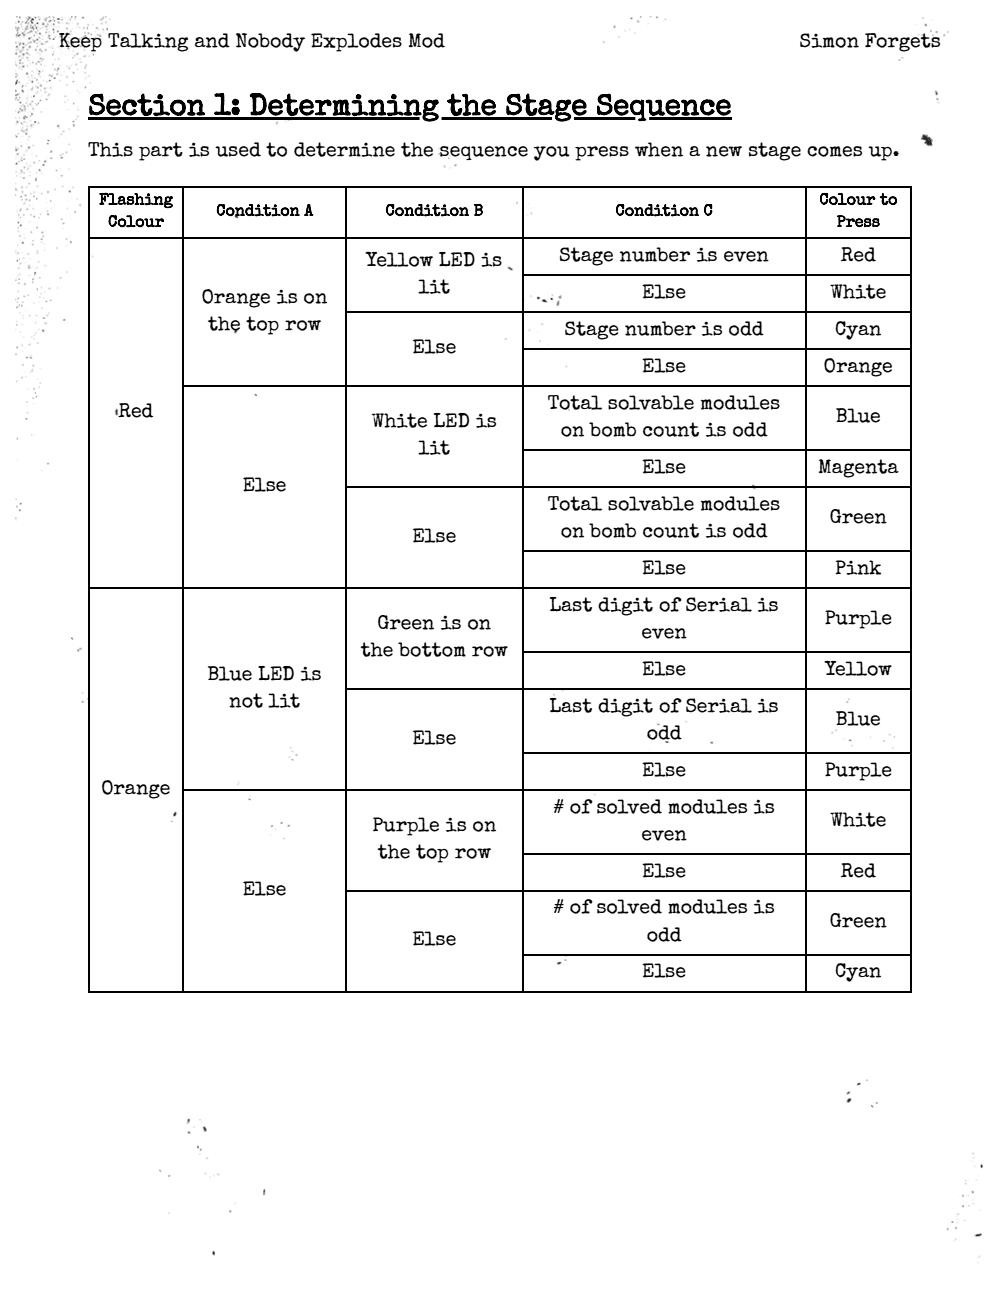 Keep Talking and Nobody Explodes Mod
Simon Forgets
Section 1: Determining the Stage Sequence
This part is used to determine the sequence you press when a new stage comes up.
Flashing
Colour
Condition A
Condition B
Condition C
Colour to
Press
Red
Orange is on
the top row
Yellow LED is
lit
Stage number is even
Red
Else
White
Else
Stage number is odd
Cyan
Else
Orange
Else
White LED is
lit
Total solvable modules
on bomb count is odd
Blue
Else
Magenta
Else
Total solvable modules
on bomb count is odd
Green
Else
Pink
Orange
Blue LED is
not lit
Green is on
the bottom row
Last digit of Serial is
even
Purple
Else
Yellow
Else
Last digit of Serial is
odd
Blue
Else
Purple
Else
Purple is on
the top row
# of solved modules is
even
White
Else
Red
Else
# of solved modules is
odd
Green
Else
Cyan